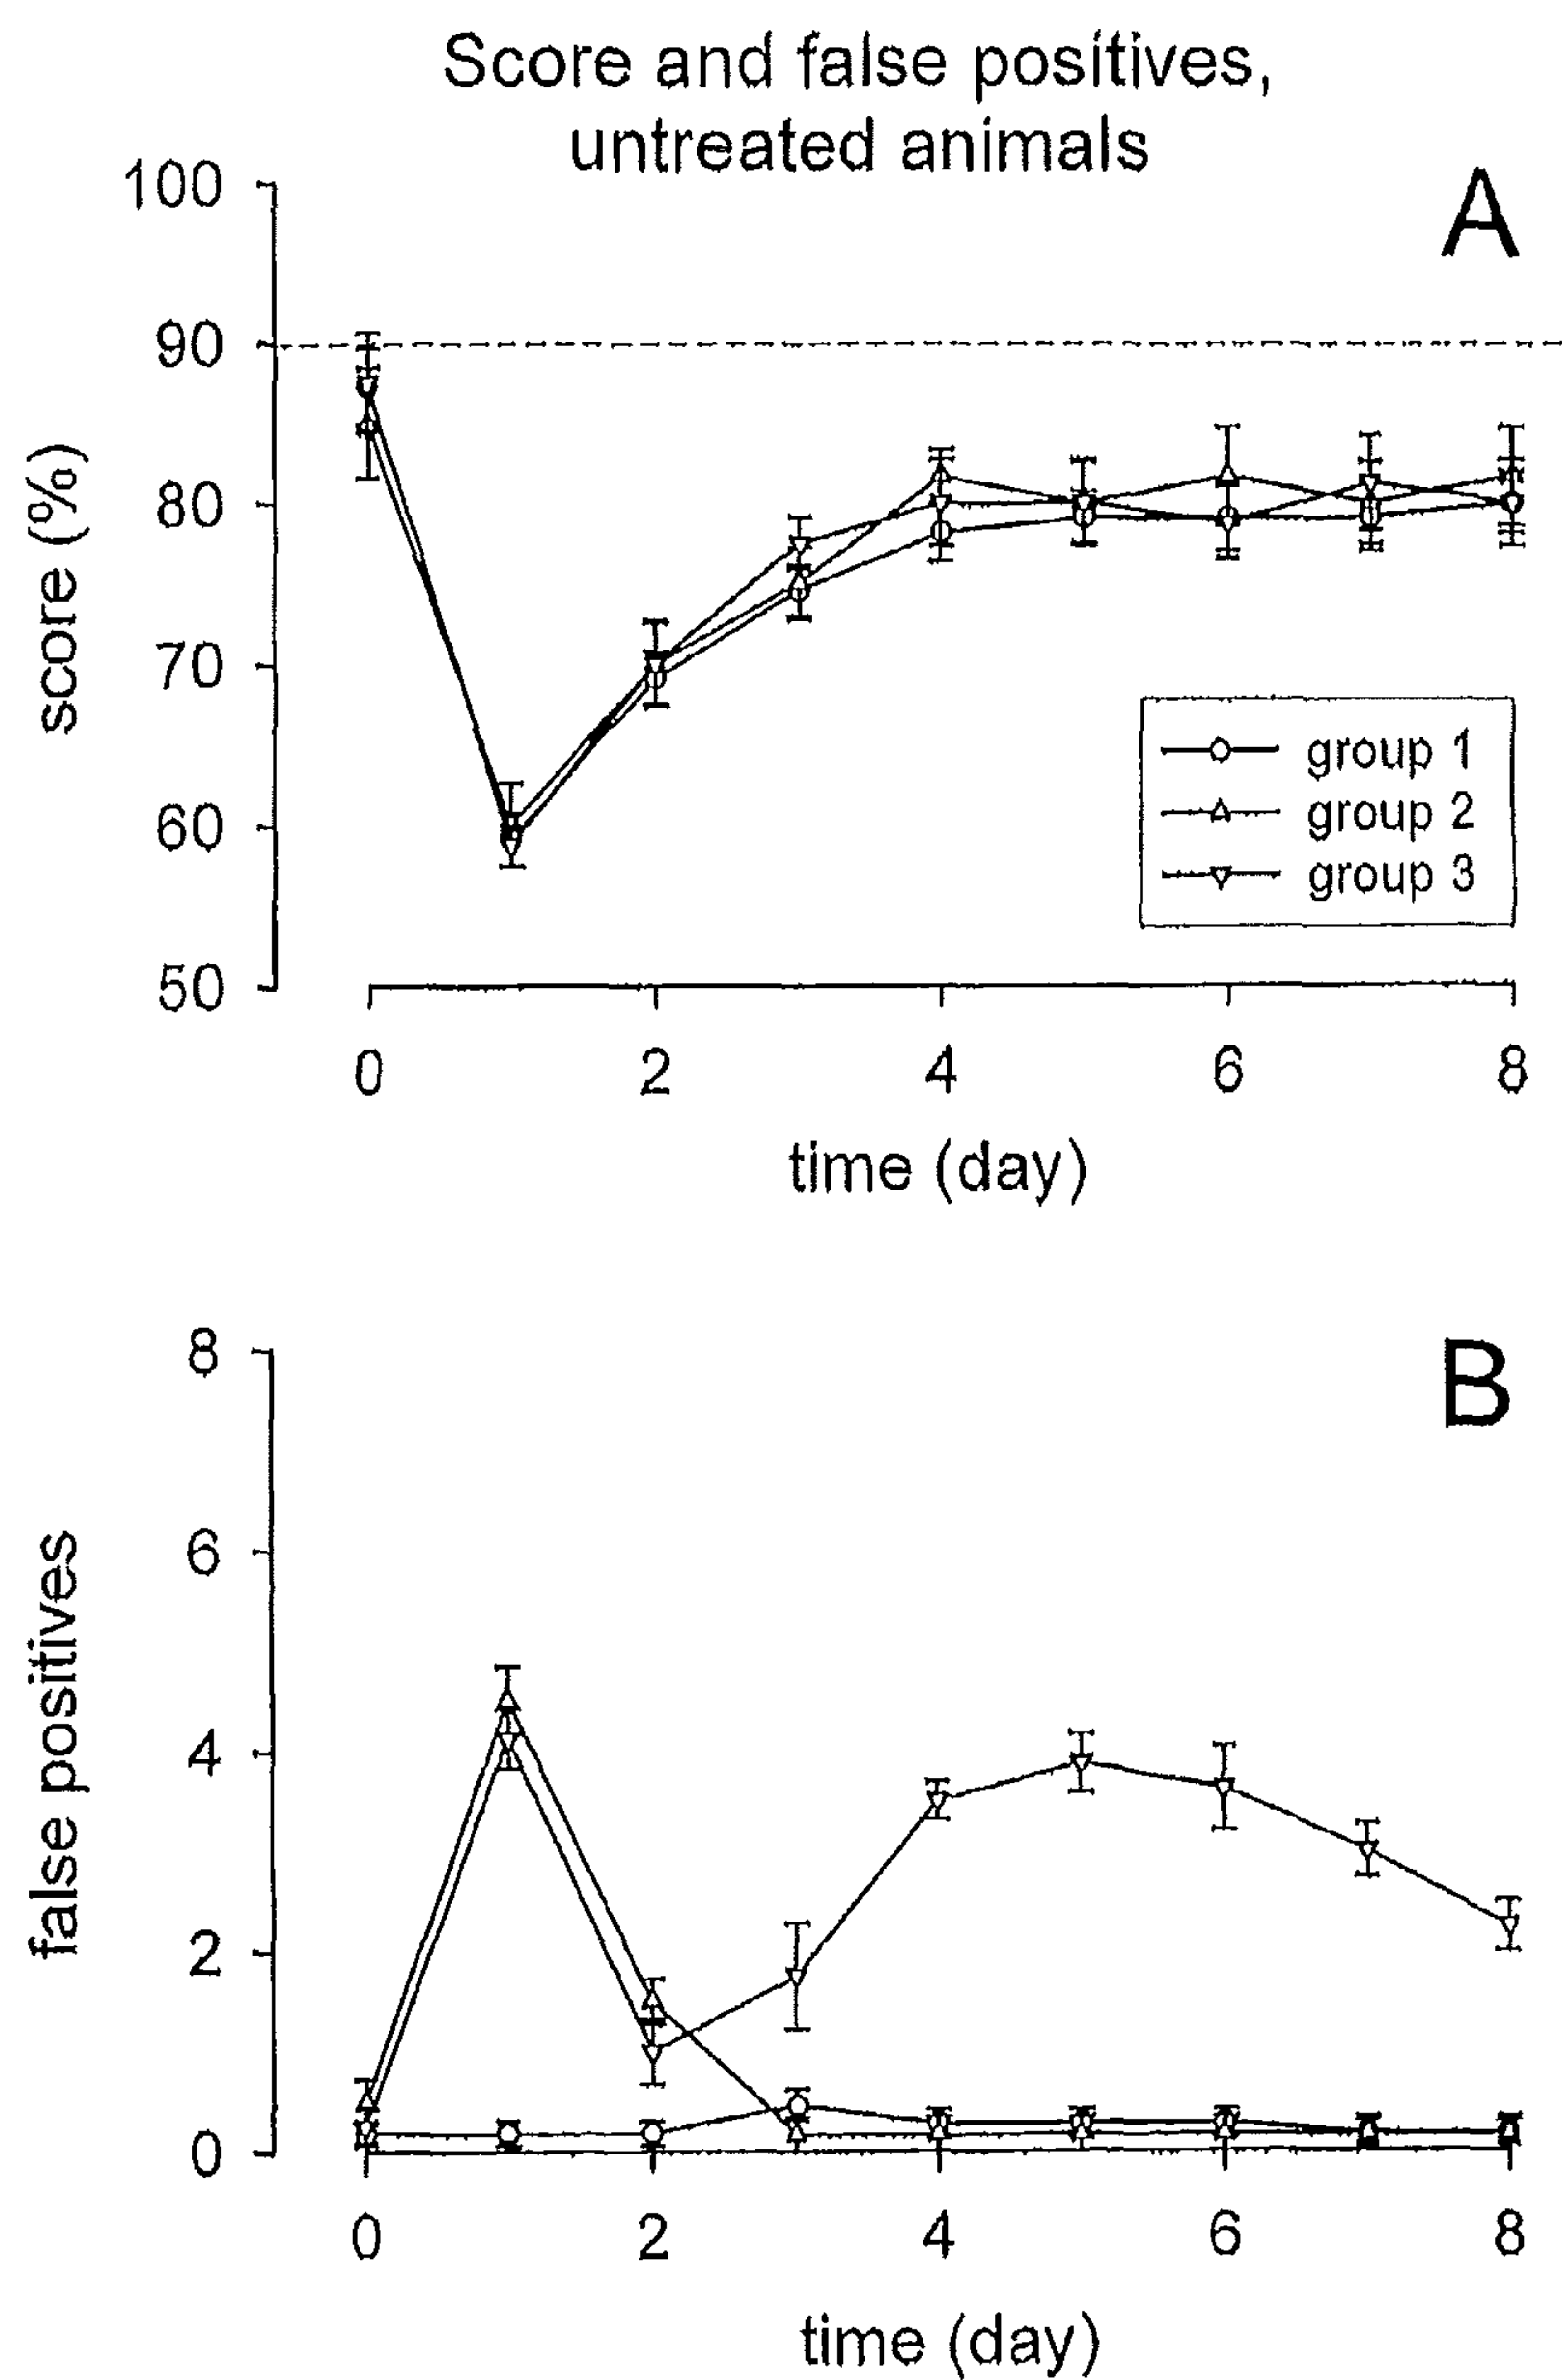 Score and false positives,
untreated animals
A
100
90
80
70
60
50
score (%)
group 1
group 2
group 3
0 2 4 6 8
time (day)
B
8
6
4
2
0
false positives
0 2 4 6 8
time (day)